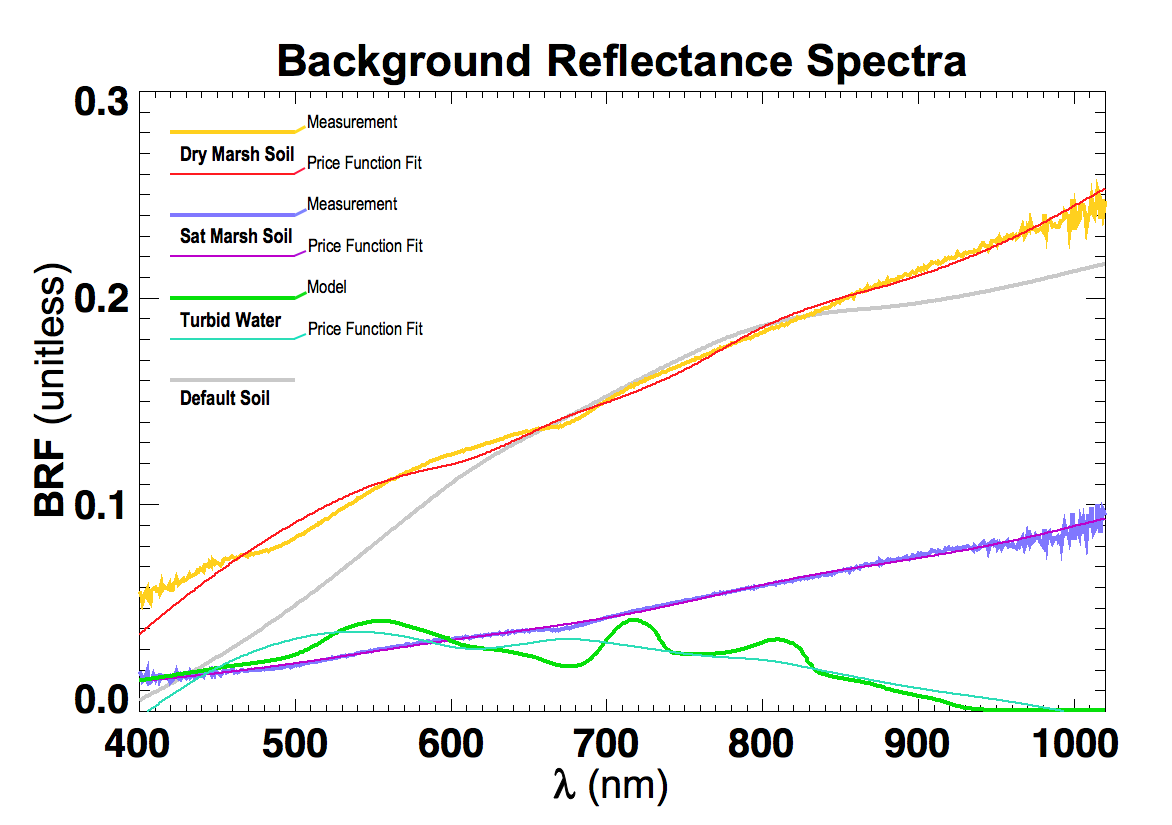 Background Reflectance Spectra
0.3
Measurement
Dry Marsh Soil
Price Function Fit
Measurement
Sat Marsh Soil
Price Function Fit
Model
Turbid Water
Price Function Fit
Default Soil
0.2
0.1
0.0
BRF (unitless)
400 500 600 700 800 900 1000
λ (nm)